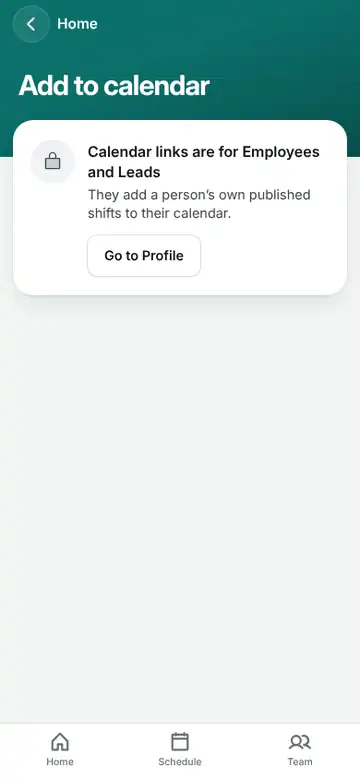 Home
Add to calendar
Calendar links are for Employees
and Leads
They add a person’s own published
shifts to their calendar.
Go to Profile
Home
Schedule
Team